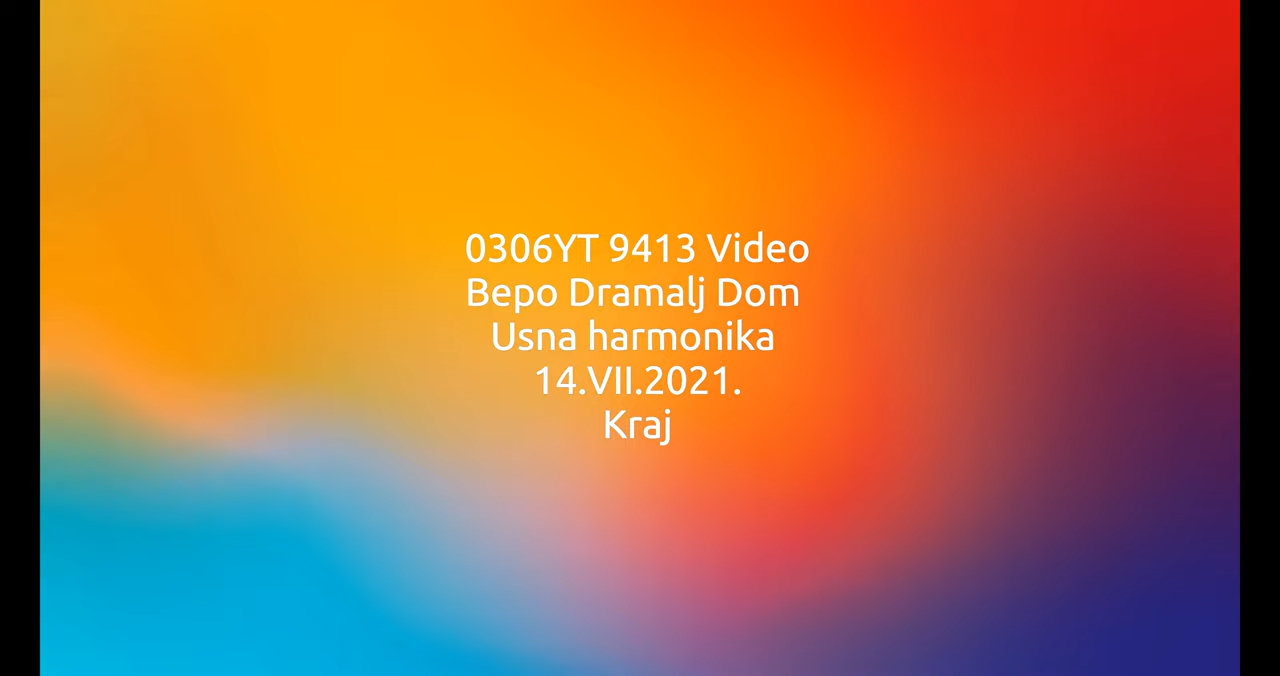 0306YT 9413 Video
Bepo Dramalj Dom
Usna harmonika
14.VII.2021.
Kraj